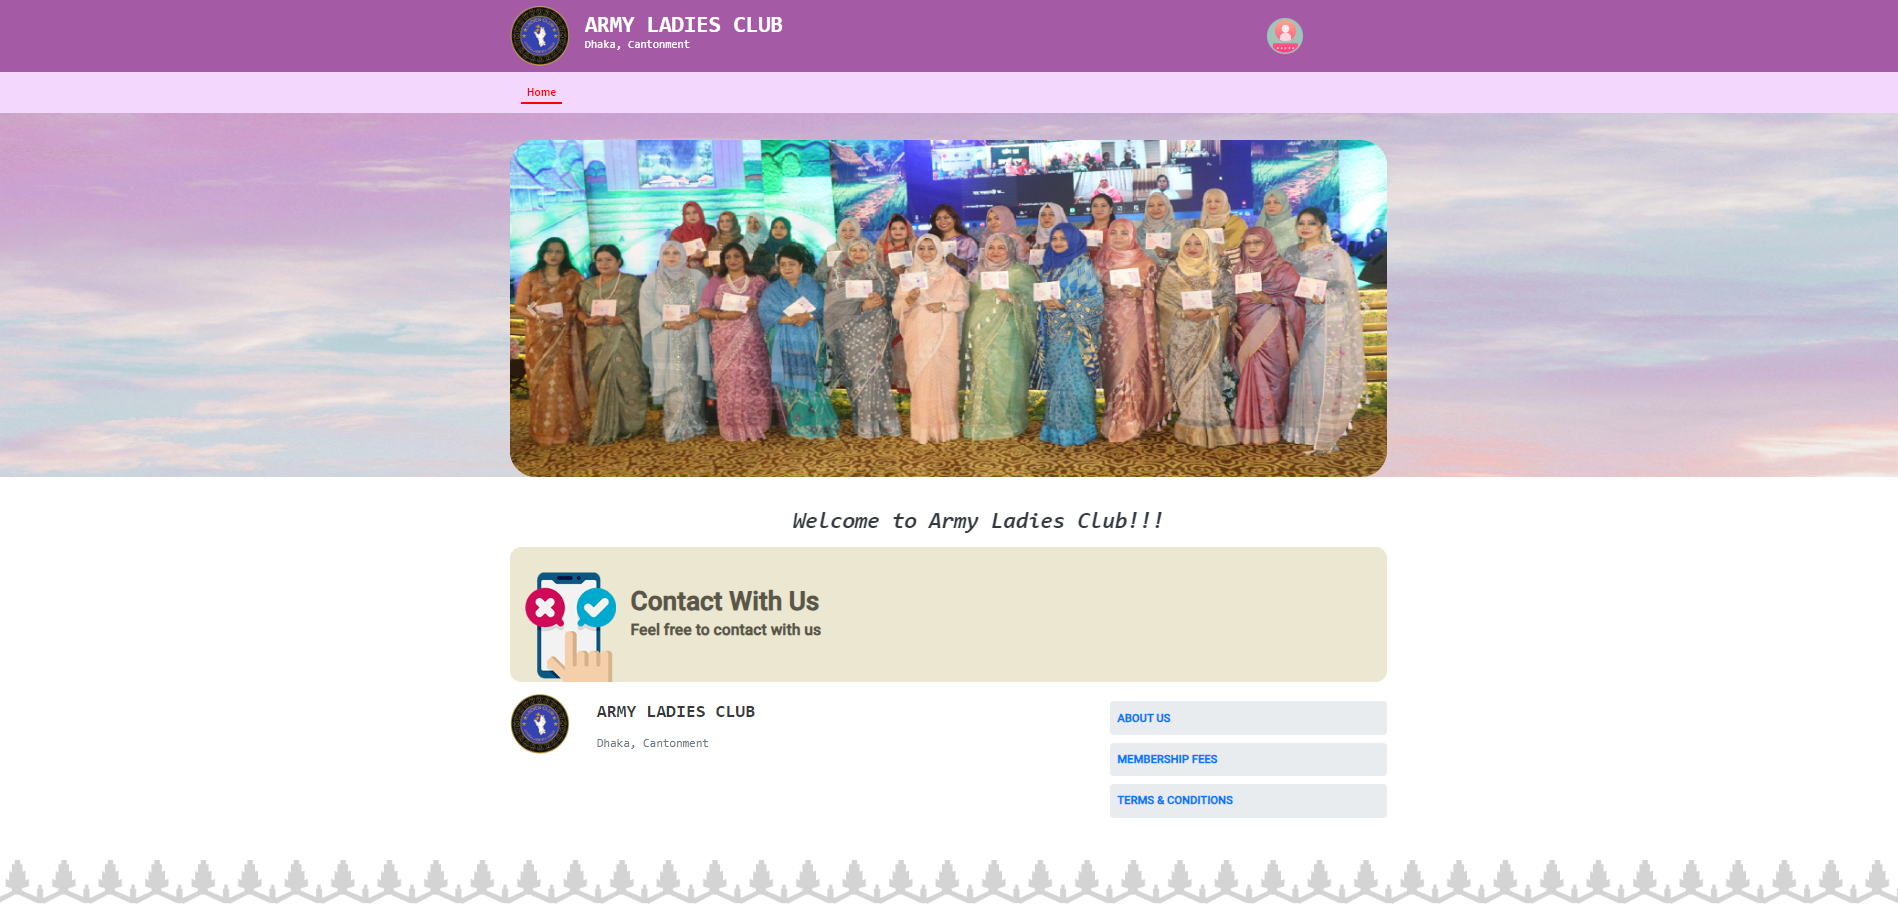 ARMY LADIES CLUB
Dhaka, Cantonment
Home
Welcome to Army Ladies Club!!!
Contact With Us
Feel free to contact with us
ARMY LADIES CLUB
Dhaka, Cantonment
ABOUT US
MEMBERSHIP FEES
TERMS & CONDITIONS